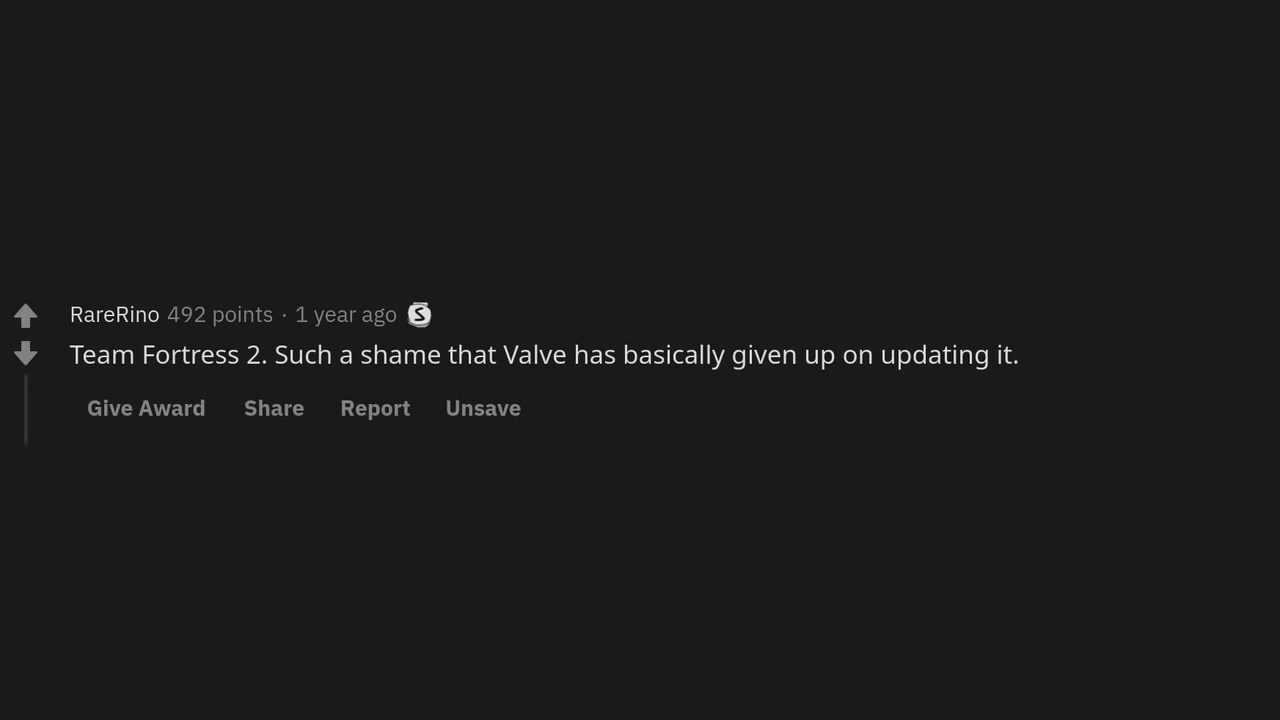 RareRino 492 points · 1 year ago S
Team Fortress 2. Such a shame that Valve has basically given up on updating it.
Give Award Share Report Unsave